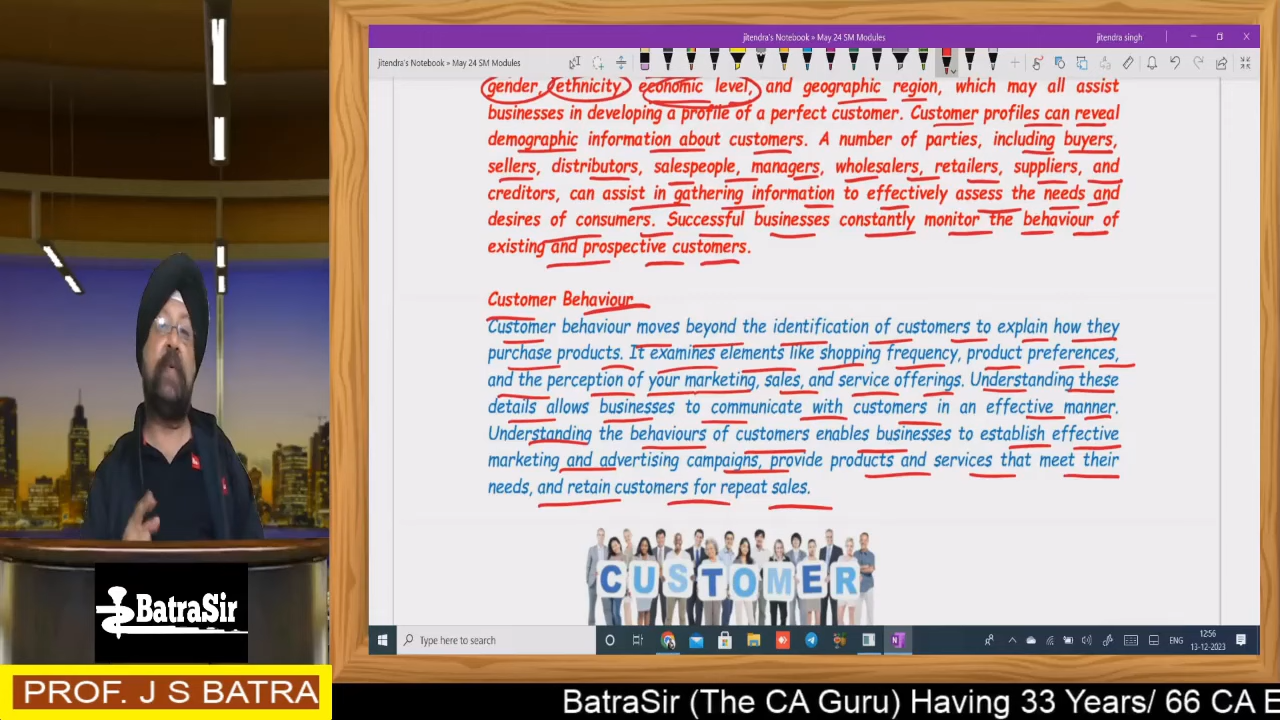 jitendra's Notebook » May 24 SM Modules
jitendra singh
jitendra's Notebook » May 24 SM Modules
gender, ethnicity economic level, and geographic region, which may all assist
businesses in developing a profile of a perfect customer. Customer profiles can reveal
demographic information about customers. A number of parties, including buyers,
sellers, distributors, salespeople, managers, wholesalers, retailers, suppliers, and
creditors, can assist in gathering information to effectively assess the needs and
desires of consumers. Successful businesses constantly monitor the behaviour of
existing and prospective customers.
Customer Behaviour
Customer behaviour moves beyond the identification of customers to explain how they
purchase products. It examines elements like shopping frequency, product preferences,
and the perception of your marketing, sales, and service offerings. Understanding these
details allows businesses to communicate with customers in an effective manner.
Understanding the behaviours of customers enables businesses to establish effective
marketing and advertising campaigns, provide products and services that meet their
needs, and retain customers for repeat sales.
CUSTOMER
BatraSir
Type here to search
ENG
12:56
13-12-2023
PROF. J S BATRA
BatraSir (The CA Guru) Having 33 Years/ 66 CA E